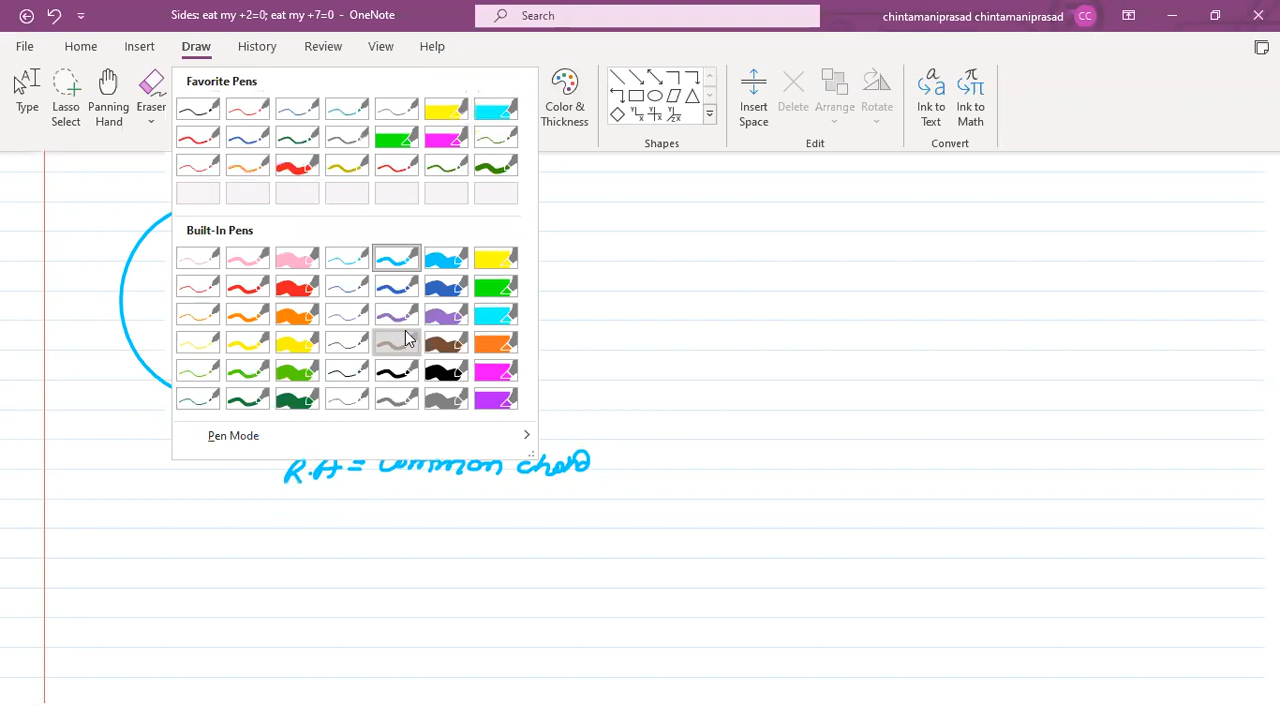 Sides: eat my +2=0; eat my +7=0 - OneNote
Search
chintamaniprasad chintamaniprasad
CC
File Home Insert Draw History Review View Help
Type
Lasso Select
Panning Hand
Eraser
Favorite Pens
Built-In Pens
Pen Mode
Color & Thickness
Shapes
Insert Space
Delete
Arrange
Rotate
Edit
Ink to Text
Ink to Math
Convert
R.A = Common chord